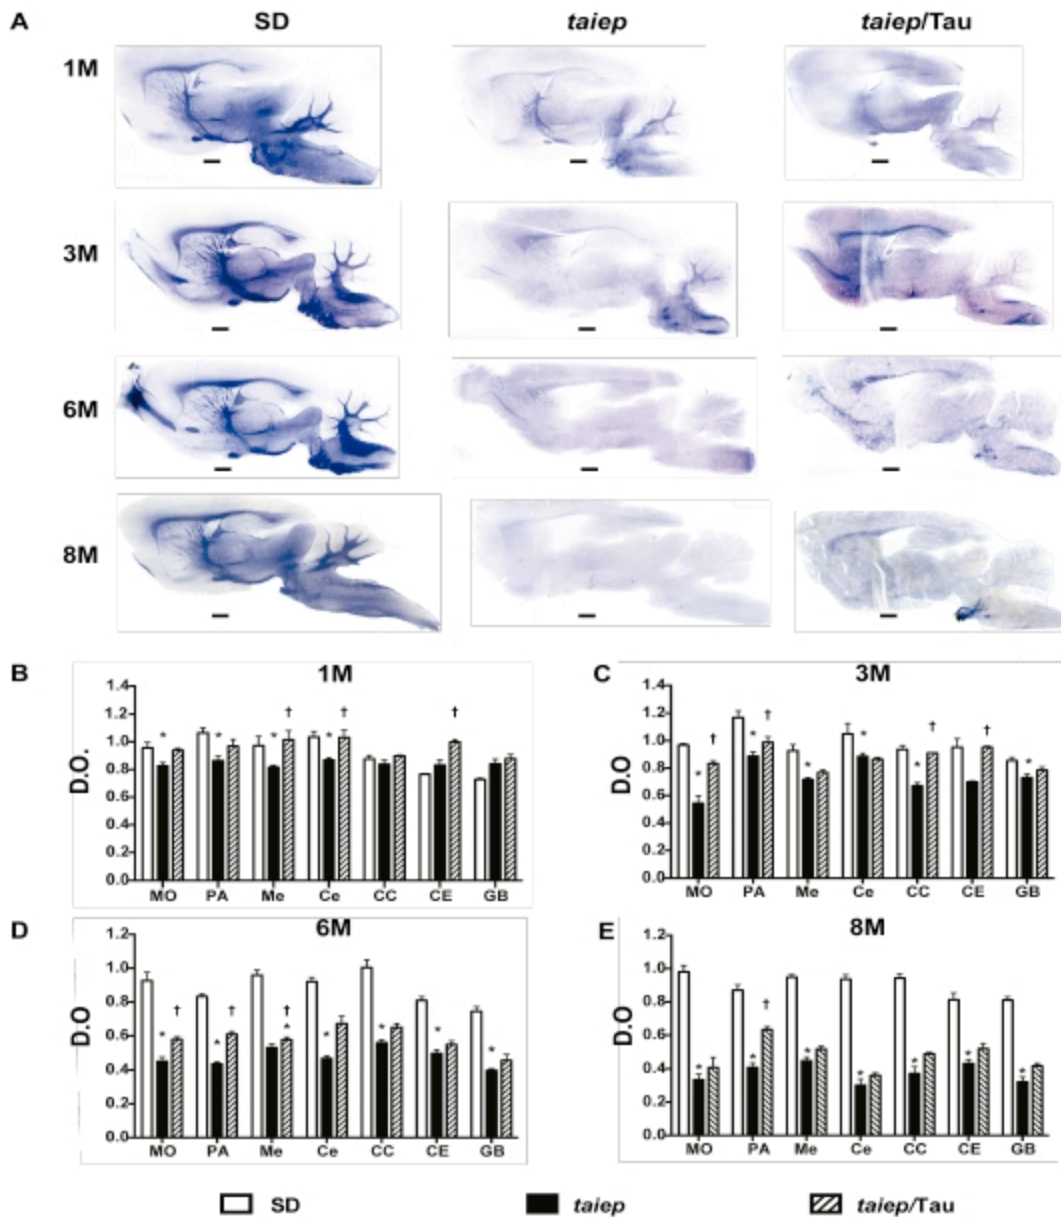 A SD taiep taiep/Tau
1M
3M
6M
8M
B 1M
D.O.
1.4
1.2
1.0
0.8
0.6
0.4
0.2
0.0
* * * † * † †
MO PA Me Ce CC CE GB
C 3M
D.O
1.4
1.2
1.0
0.8
0.6
0.4
0.2
0.0
* † * † * * * † † *
MO PA Me Ce CC CE GB
D 6M
D.O
1.2
1.0
0.8
0.6
0.4
0.2
0.0
* † * † † * * * * *
MO PA Me Ce CC CE GB
E 8M
D.O
1.2
1.0
0.8
0.6
0.4
0.2
0.0
* * † * * * * *
MO PA Me Ce CC CE GB
SD taiep taiep/Tau